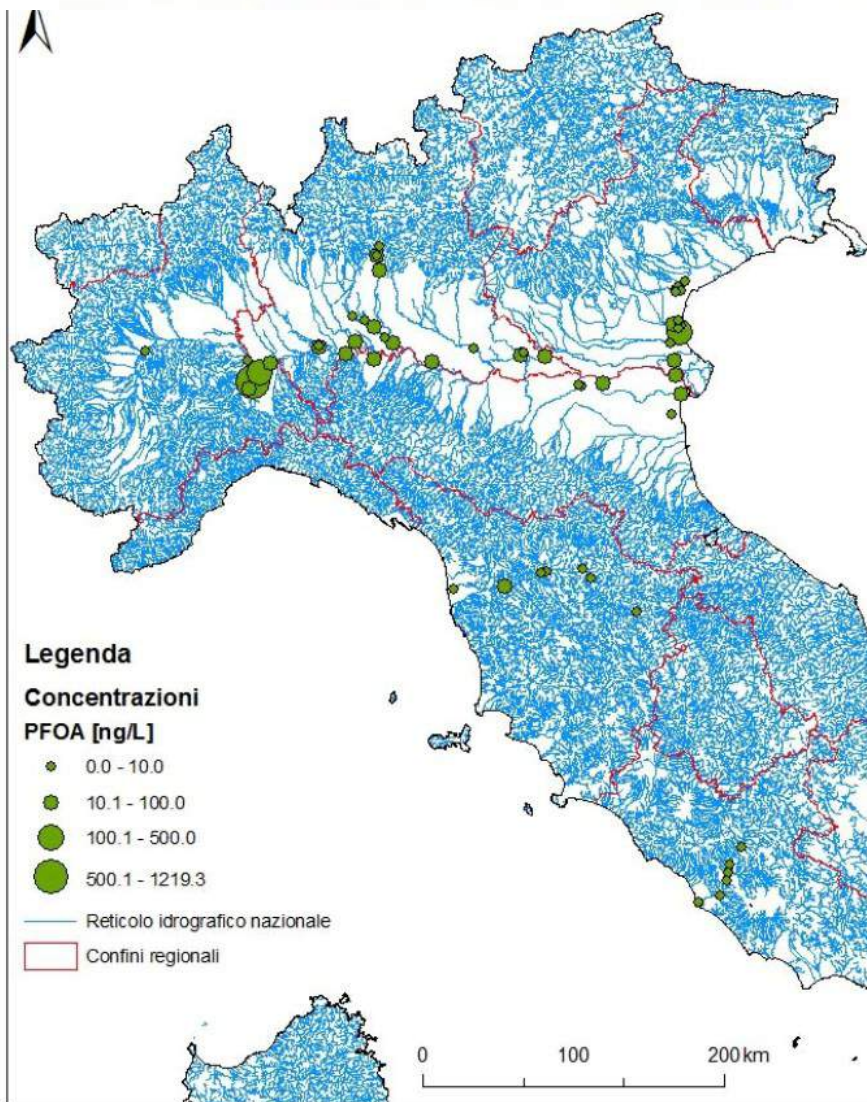 Legenda
Concentrazioni
PFOA [ng/L]
0.0 - 10.0
10.1 - 100.0
100.1 - 500.0
500.1 - 1219.3
Reticolo idrografico nazionale
Confini regionali
0 100 200 km